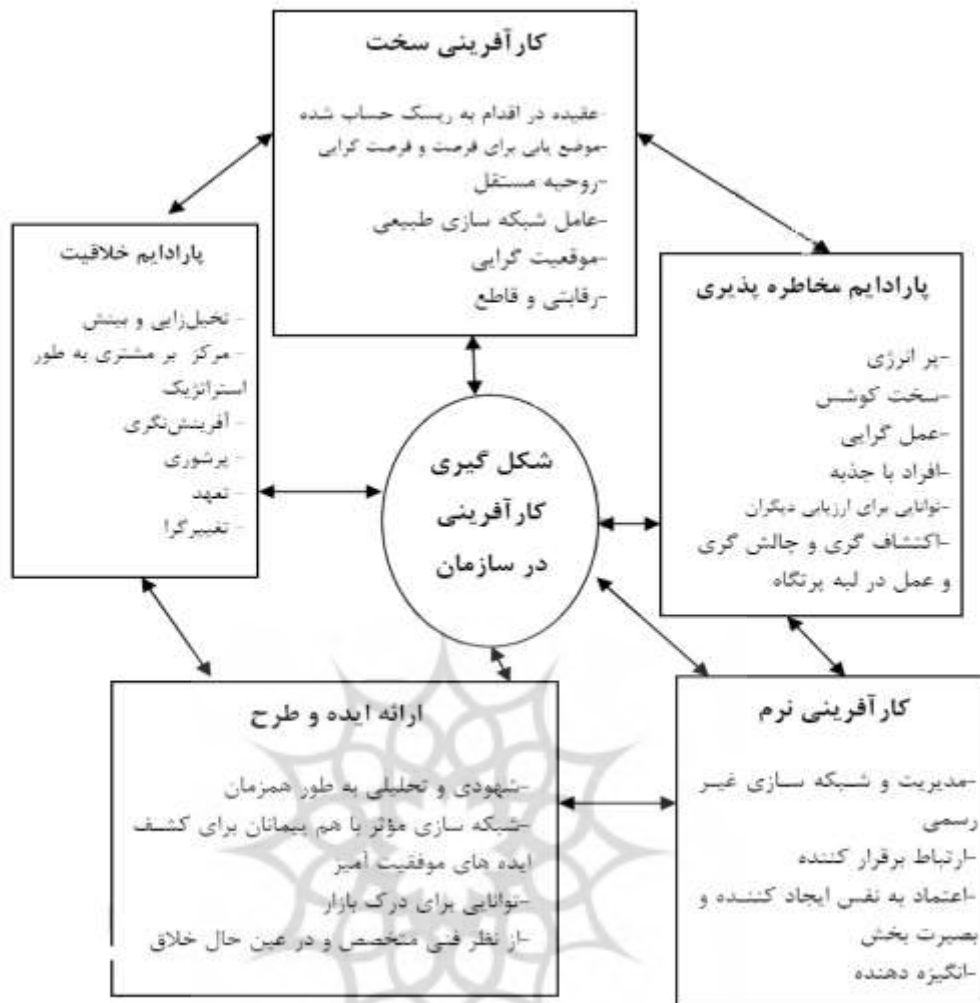 کارآفرینی سخت
-عقیده در اقدام به ریسک حساب شده
-موضع یابی برای فرصت و فرصت گرایی
-روحیه مستقل
-عامل شبکه سازی طبیعی
-موقعیت گرایی
-رقابتی و قاطع
پارادایم مخاطره پذیری
-پر انرژی
-سخت کوشش
-عمل گرایی
-افراد با جذبه
-توانایی برای ارزیابی دیگران
-اکتشاف گری و چالش گری
و عمل در لبه پرتگاه
پارادایم خلاقیت
- تخیل‌زایی و بینش
- مرکز بر مشتری به طور
استراتژیک
- آفرینش‌نگری
- پرشوری
- تعهد
- تغییرگرا
شکل گیری
کارآفرینی
در سازمان
کارآفرینی نرم
-مدیریت و شبکه سازی غیر
رسمی
-ارتباط برقرار کننده
-اعتماد به نفس ایجاد کننده و
بصیرت بخش
-انگیزه دهنده
ارائه ایده و طرح
-شهودی و تحلیلی به طور همزمان
-شبکه سازی مؤثر با هم پیمانان برای کشف
ایده های موفقیت آمیز
-توانایی برای درک بازار
-از نظر فنی متخصص و در عین حال خلاق